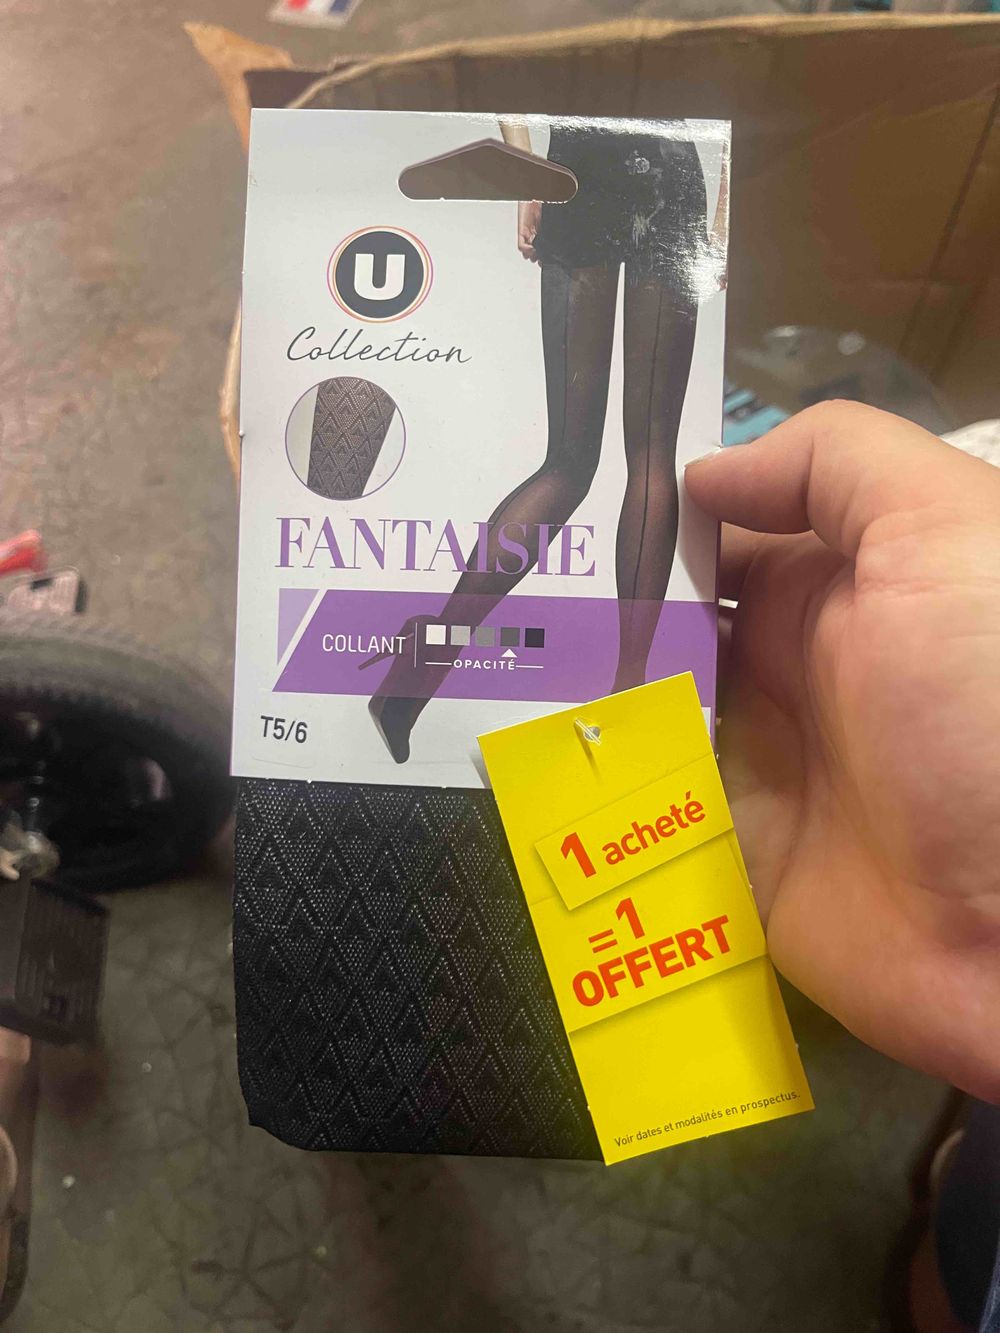 U
Collection
FANTAISIE
COLLANT
OPACITÉ
T5/6
1 acheté
=1
OFFERT
Voir dates et modalités en prospectus.